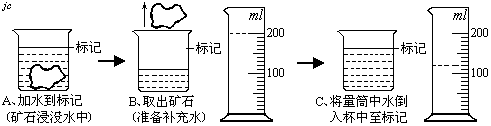 jc
标记
A、加水到标记
(矿石浸没水中)
标记
B、取出矿石
(准备补充水)
ml
200
100
标记
C、将量筒中水倒
入杯中至标记
ml
200
100